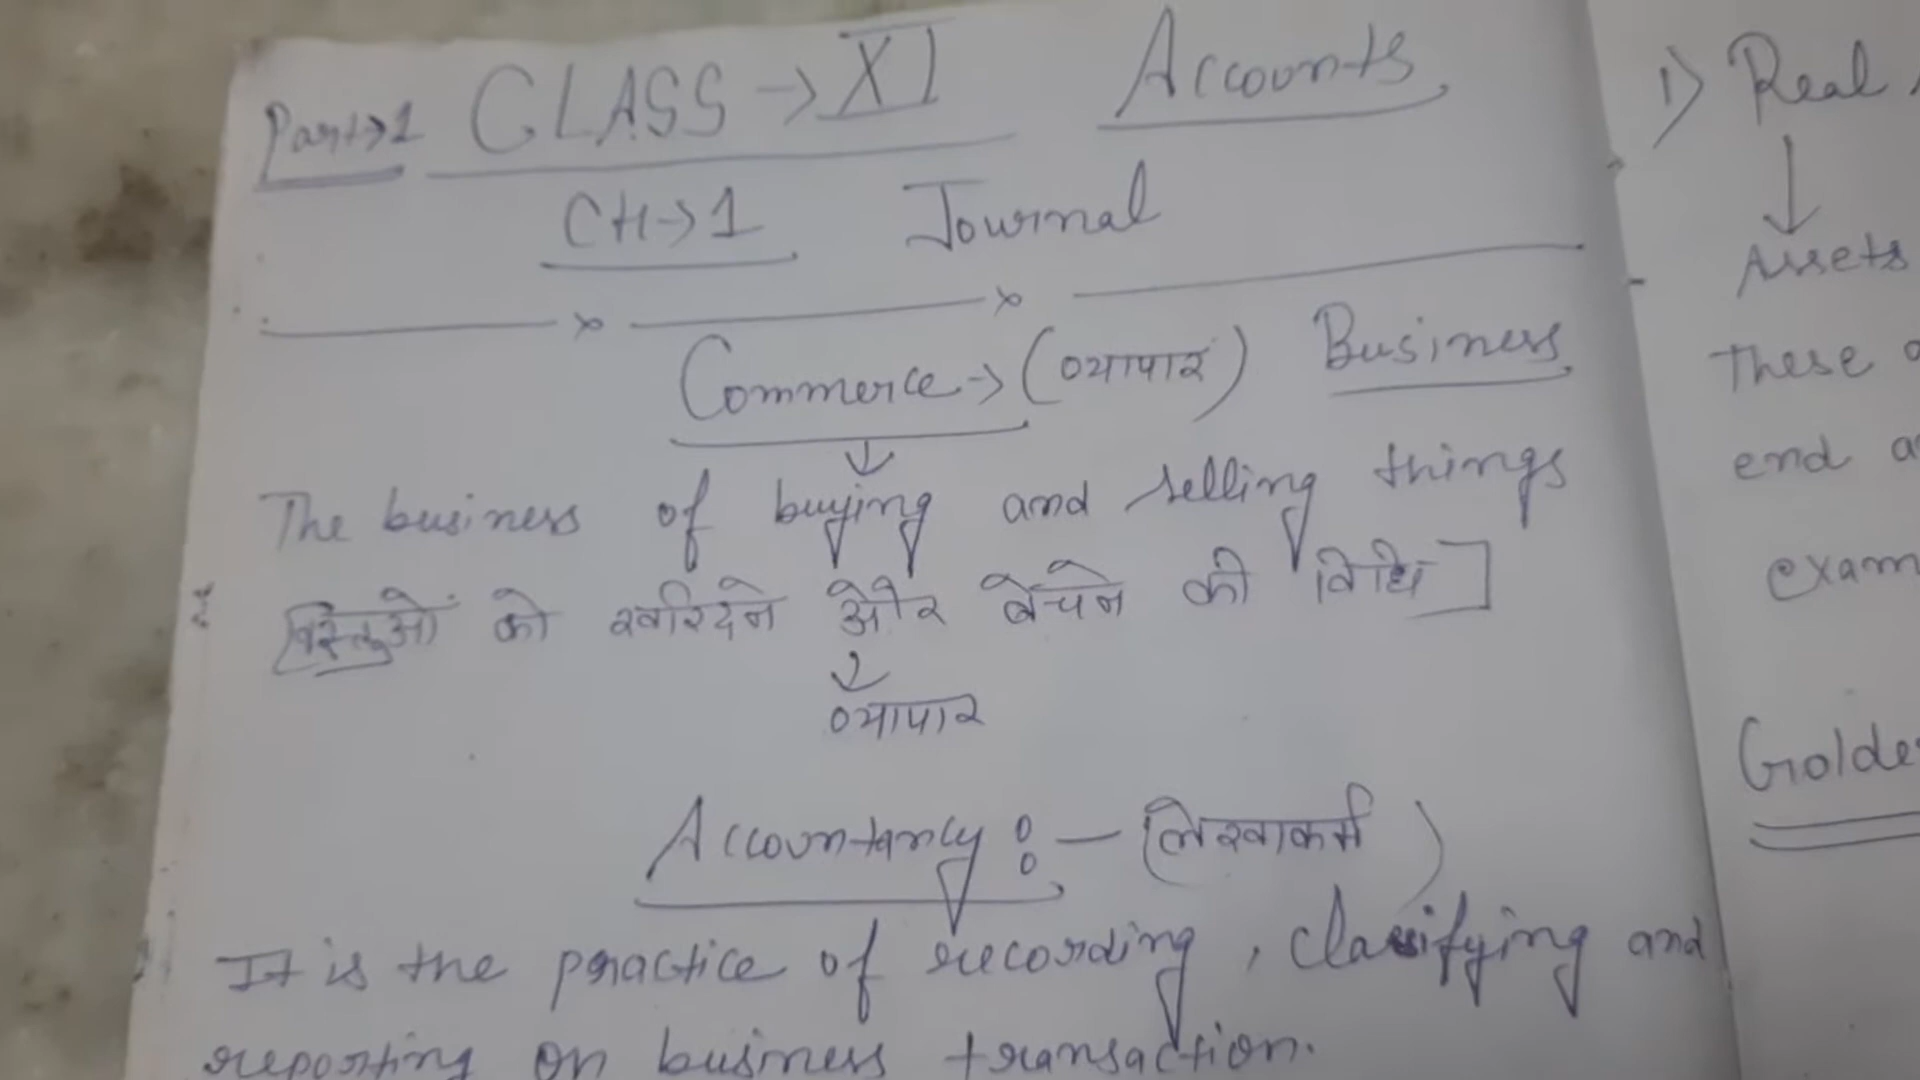 Part→1 CLASS → XI Accounts
CH→1 Journal
Commerce → (व्यापार) Business
The business of buying and selling things
[वस्तुओं को खरिदने और बेचने की विधि]
व्यापार
Accountancy :- (लेखाकर्म)
It is the practice of recording, classifying and
reporting on business transaction.
1) Real
Assets
These
end